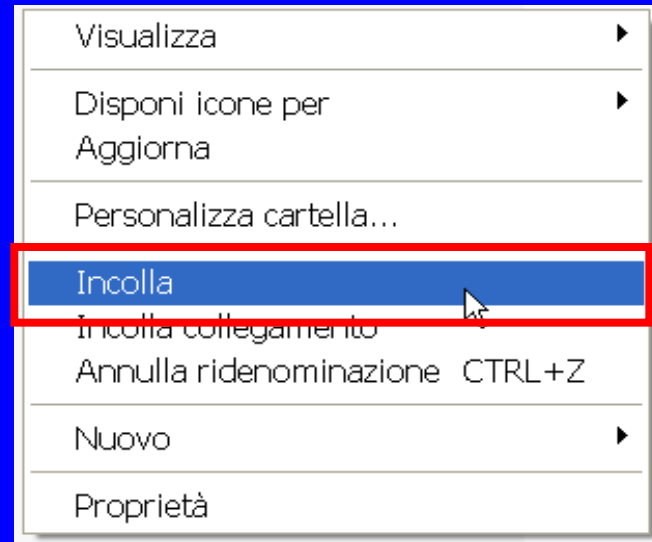 Visualizza
Disponi icone per
Aggiorna
Personalizza cartella...
Incolla
Incolla collegamento
Annulla ridenominazione CTRL+Z
Nuovo
Proprietà